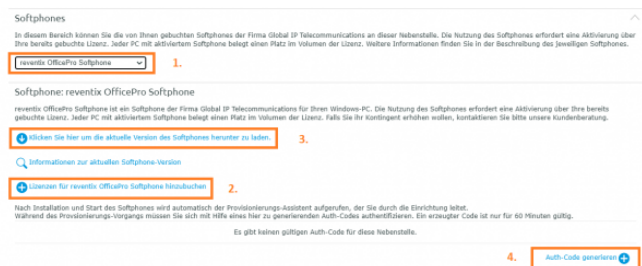 Softphones
In diesem Bereich können Sie die von Ihnen gebuchten Softphones der Firma Global IP Telecommunications an dieser Nebenstelle. Die Nutzung des Softphones erfordert eine Aktivierung über
Ihre bereits gebuchte Lizenz. Jeder PC mit aktiviertem Softphone belegt einen Platz im Volumen der Lizenz. Weitere Informationen finden Sie in der Beschreibung des jeweiligen Softphones.
reventix OfficePro Softphone
1.
Softphone: reventix OfficePro Softphone
reventix OfficePro Softphone ist ein Softphone der Firma Global IP Telecommunications für Ihren Windows-PC. Die Nutzung des Softphones erfordert eine Aktivierung über Ihre bereits
gebuchte Lizenz. Jeder PC mit aktivierem Softphone belegt einen Platz im Volumen der Lizenz. Falls Sie ihr Kontingent erhöhen wollen, kontaktieren Sie bitte unsere Kundenberatung.
Klicken Sie hier um die aktuelle Version des Softphones herunter zu laden.
3.
Informationen zur aktuellen Softphone-Version
Lizenzen für reventix OfficePro Softphone hinzubuchen
2.
Nach Installation und Start des Softphones wird automatisch der Provisionierungs-Assistent aufgerufen, der Sie durch die Einrichtung leitet.
Während des Provsionierungs-Vorgangs müssen Sie sich mit Hilfe eines hier zu generierenden Auth-Codes authentifizieren. Ein erzeugter Code ist nur für 60 Minuten gültig.
Es gibt keinen gültigen Auth-Code für diese Nebenstelle.
4.
Auth-Code generieren